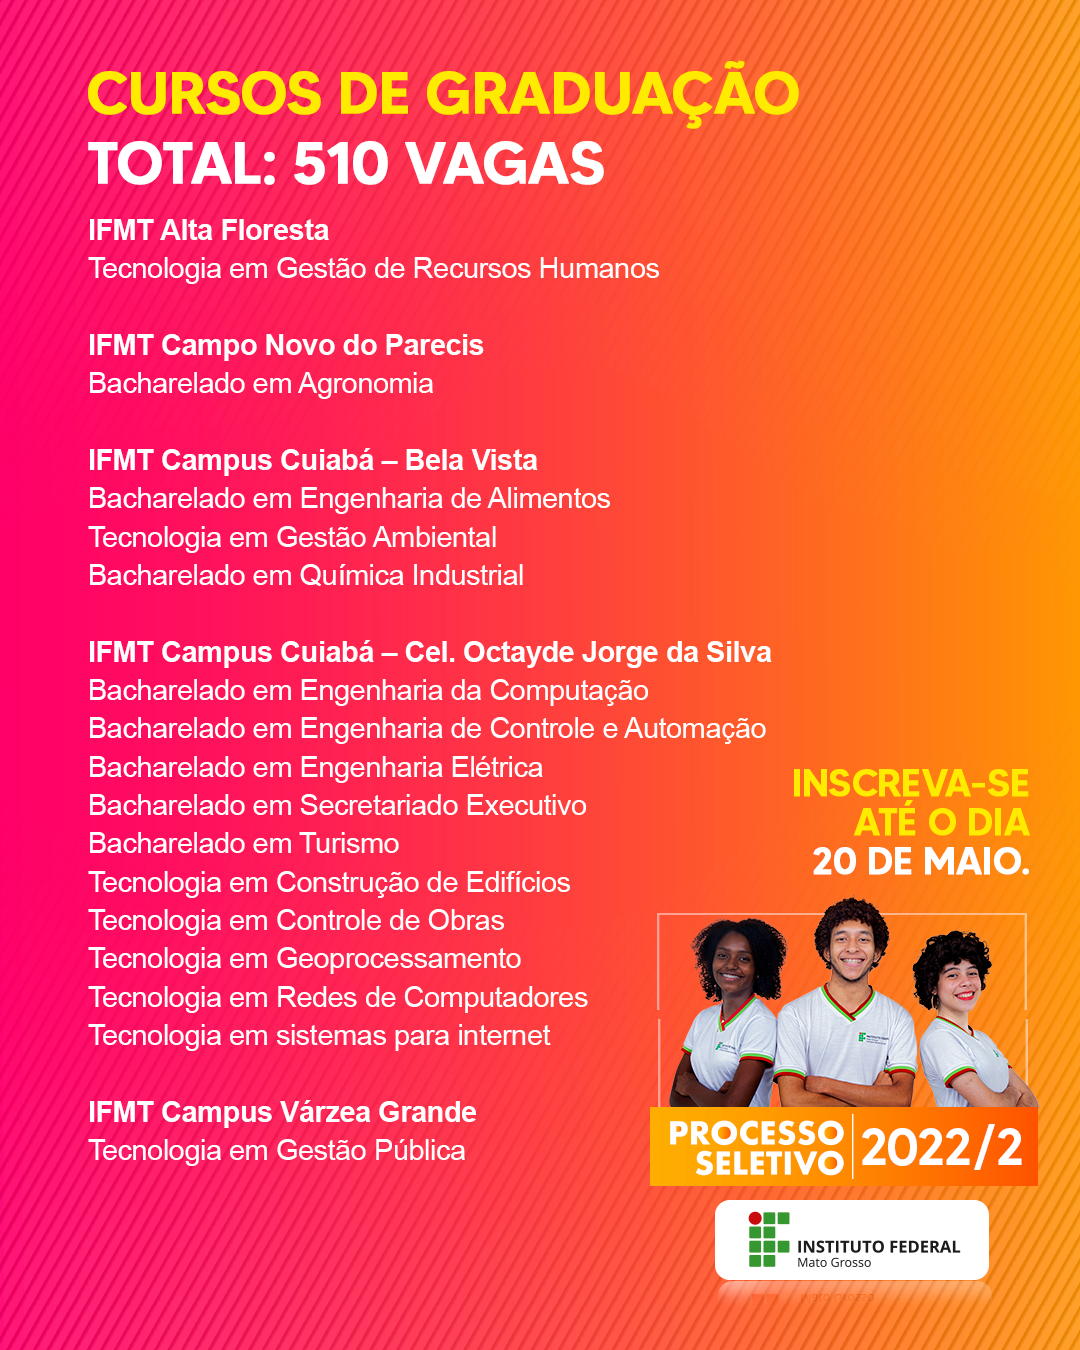 CURSOS DE GRADUAÇÃO
TOTAL: 510 VAGAS
IFMT Alta Floresta
Tecnologia em Gestão de Recursos Humanos
IFMT Campo Novo do Parecis
Bacharelado em Agronomia
IFMT Campus Cuiabá – Bela Vista
Bacharelado em Engenharia de Alimentos
Tecnologia em Gestão Ambiental
Bacharelado em Química Industrial
IFMT Campus Cuiabá – Cel. Octayde Jorge da Silva
Bacharelado em Engenharia da Computação
Bacharelado em Engenharia de Controle e Automação
Bacharelado em Engenharia Elétrica
Bacharelado em Secretariado Executivo
Bacharelado em Turismo
Tecnologia em Construção de Edifícios
Tecnologia em Controle de Obras
Tecnologia em Geoprocessamento
Tecnologia em Redes de Computadores
Tecnologia em sistemas para internet
IFMT Campus Várzea Grande
Tecnologia em Gestão Pública
INSCREVA-SE
ATÉ O DIA
20 DE MAIO.
PROCESSO
SELETIVO
2022/2
INSTITUTO FEDERAL
Mato Grosso